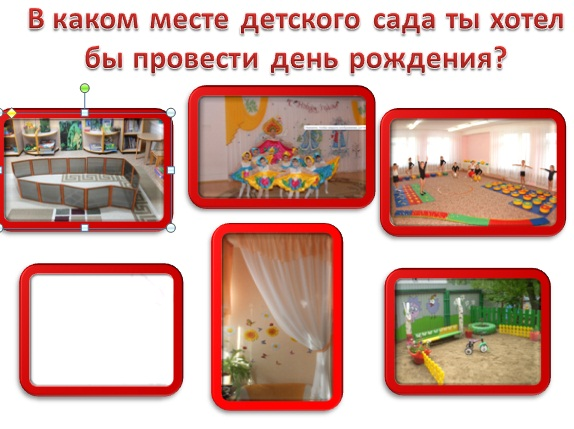 В каком месте детского сада ты хотел
бы провести день рождения?